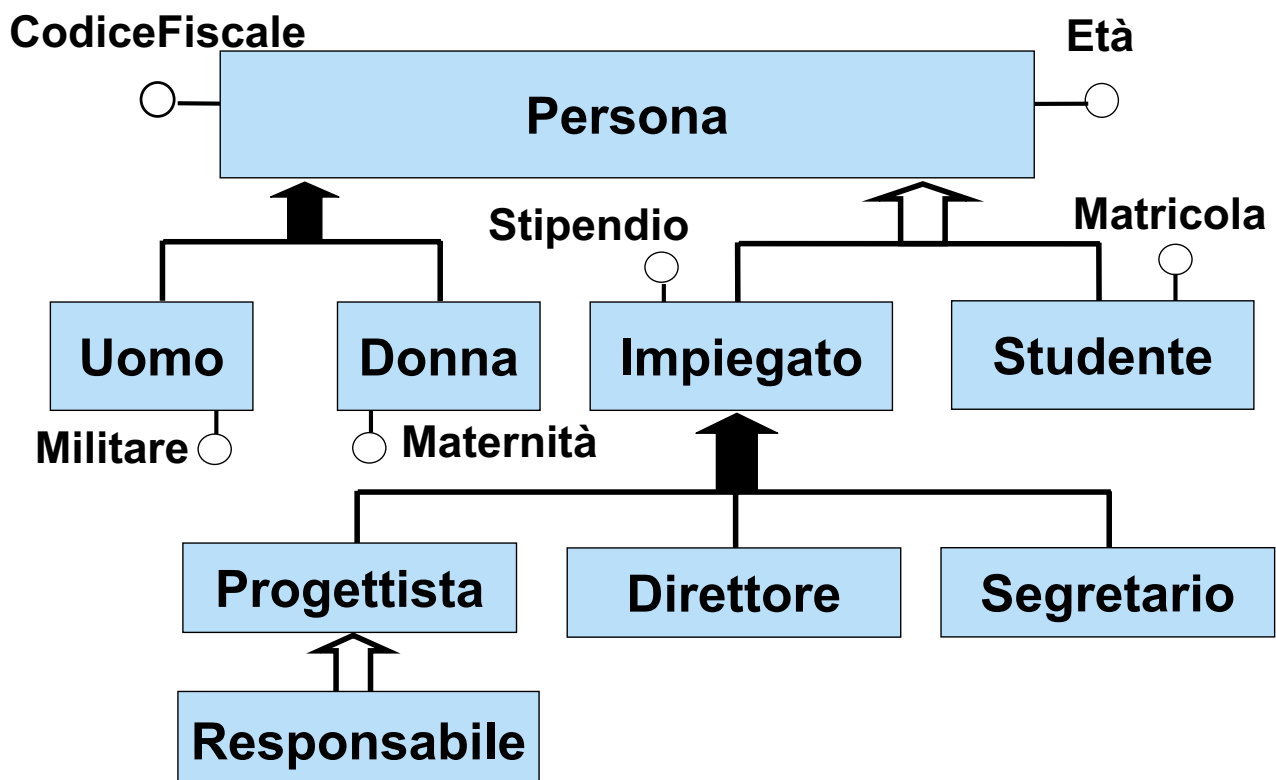 CodiceFiscale
Età
Persona
Stipendio
Matricola
Uomo
Donna
Impiegato
Studente
Militare
Maternità
Progettista
Direttore
Segretario
Responsabile